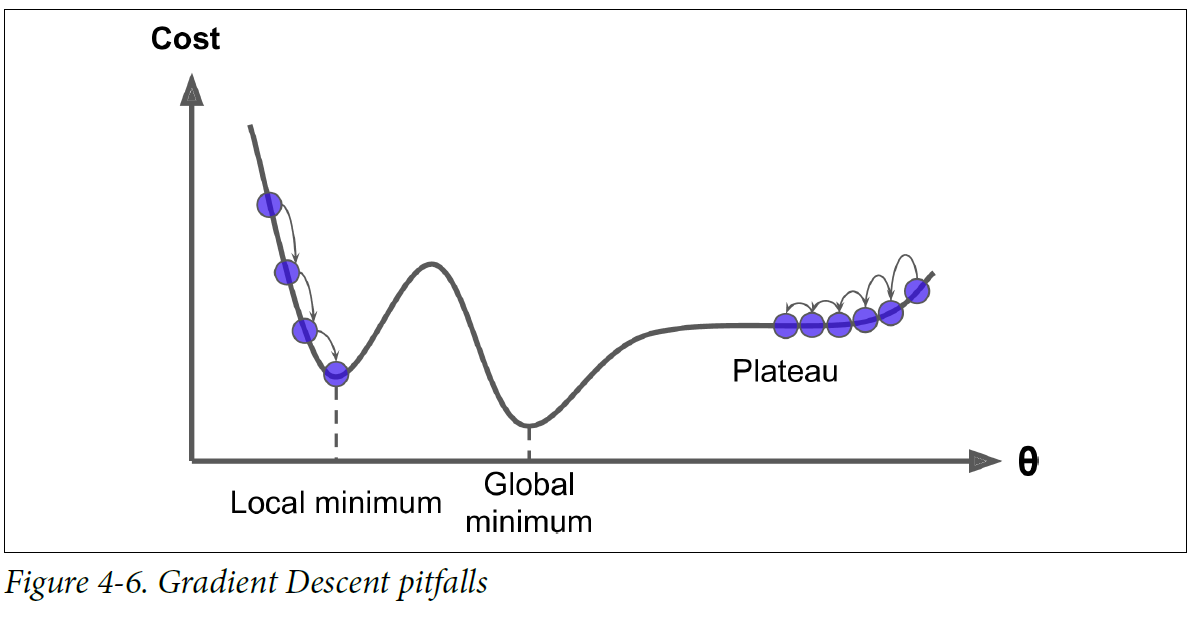 Cost
Plateau
θ
Local minimum
Global
minimum
Figure 4-6. Gradient Descent pitfalls